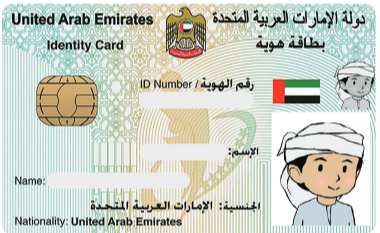 United Arab Emirates دولة الإمارات العربية المتحدة
Identity Card بطاقة هوية
ID Number / رقم الهوية
الإسم:
Name:
الجنسية: الإمارات العربية المتحدة
Nationality: United Arab Emirates